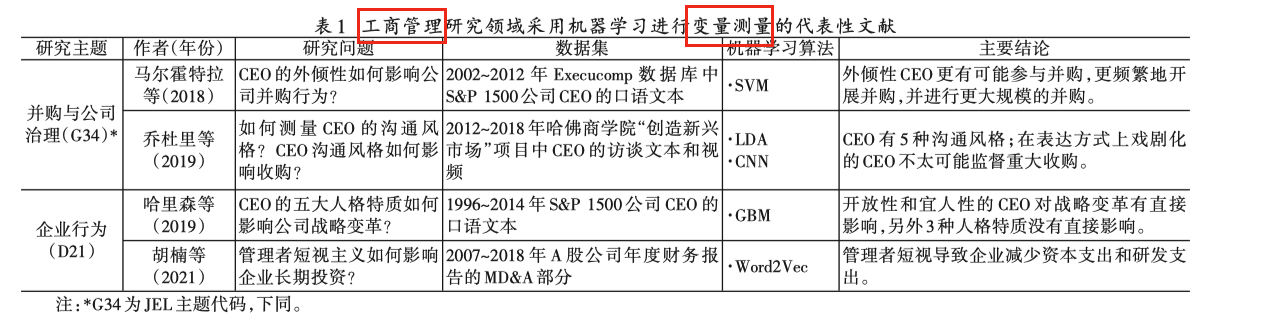 表1 工商管理研究领域采用机器学习进行变量测量的代表性文献
研究主题 作者(年份) 研究问题 数据集 机器学习算法 主要结论
并购与公司
治理(G34)*
马尔霍特拉
等(2018)
CEO的外倾性如何影响公
司并购行为?
2002~2012年Execucomp数据库中
S&P 1500公司CEO的口语文本
·SVM
外倾性CEO更有可能参与并购,更频繁地开
展并购,并进行更大规模的并购。
乔杜里等
(2019)
如何测量CEO的沟通风
格?CEO沟通风格如何影
响收购?
2012~2018年哈佛商学院“创造新兴
市场”项目中CEO的访谈文本和视
频
·LDA
·CNN
CEO有5种沟通风格;在表达方式上戏剧化
的CEO不太可能监督重大收购。
企业行为
(D21)
哈里森等
(2019)
CEO的五大人格特质如何
影响公司战略变革?
1996~2014年S&P 1500公司CEO的
口语文本
·GBM
开放性和宜人性的CEO对战略变革有直接
影响,另外3种人格特质没有直接影响。
胡楠等
(2021)
管理者短视主义如何影响
企业长期投资?
2007~2018年A股公司年度财务报
告的MD&A部分
·Word2Vec
管理者短视导致企业减少资本支出和研发支
出。
注:*G34为JEL主题代码,下同。